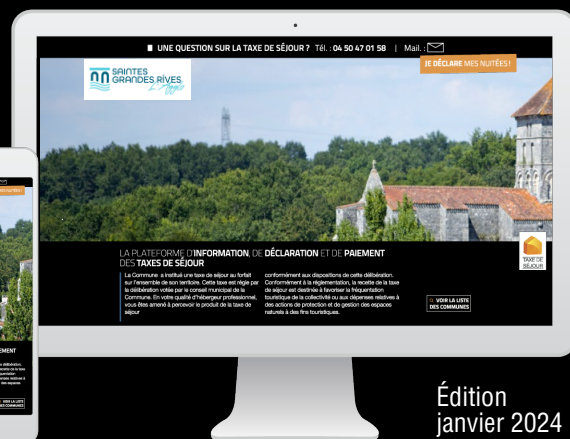 UNE QUESTION SUR LA TAXE DE SÉJOUR ? Tél. : 04 50 47 01 58 | Mail. :
JE DÉCLARE MES NUITÉES !
SAINTES
GRANDES RIVES
L'Agglo
LA PLATEFORME D'INFORMATION, DE DÉCLARATION ET DE PAIEMENT
DES TAXES DE SÉJOUR
La Commune a institué une taxe de séjour au forfait
sur l'ensemble de son territoire. Cette taxe est régie par
la délibération votée par le conseil municipal de la
Commune. En votre qualité d'hébergeur professionnel,
vous êtes amené à percevoir le produit de la taxe de
séjour
conformément aux dispositions de cette délibération.
Conformément à la réglementation, la recette de la taxe
de séjour est destinée à favoriser la fréquentation
touristique de la collectivité ou aux dépenses relatives à
des actions de protection et de gestion des espaces
naturels à des fins touristiques.
TAXE DE
SÉJOUR
VOIR LA LISTE
DES COMMUNES
Édition
janvier 2024